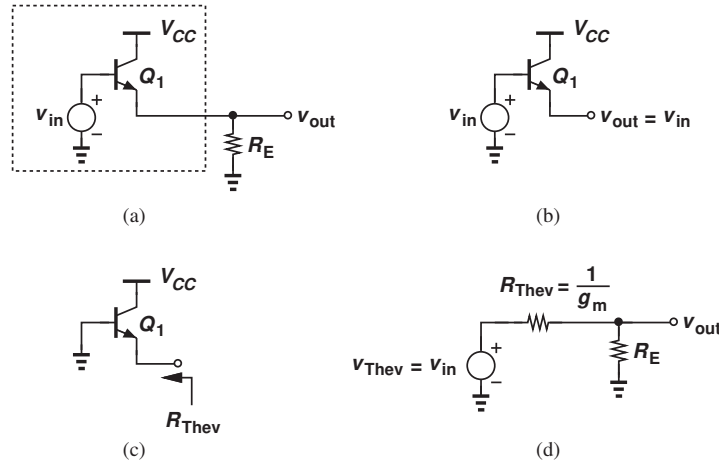 V_CC
Q_1
v_in
+
−
v_out
R_E
(a)
V_CC
Q_1
v_in
+
−
v_out = v_in
(b)
V_CC
Q_1
R_Thev
(c)
R_Thev = 1/g_m
v_Thev = v_in
+
−
v_out
R_E
(d)